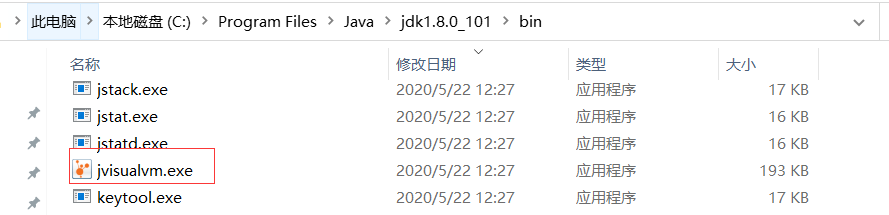 此电脑 > 本地磁盘 (C:) > Program Files > Java > jdk1.8.0_101 > bin
名称 修改日期 类型 大小
jstack.exe 2020/5/22 12:27 应用程序 17 KB
jstat.exe 2020/5/22 12:27 应用程序 16 KB
jstatd.exe 2020/5/22 12:27 应用程序 16 KB
jvisualvm.exe 2020/5/22 12:27 应用程序 193 KB
keytool.exe 2020/5/22 12:27 应用程序 17 KB